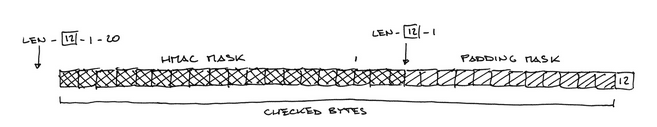 LEN - 12 - 1 - 20
LEN - 12 - 1
HMAC MASK
PADDING MASK
12
CHECKED BYTES